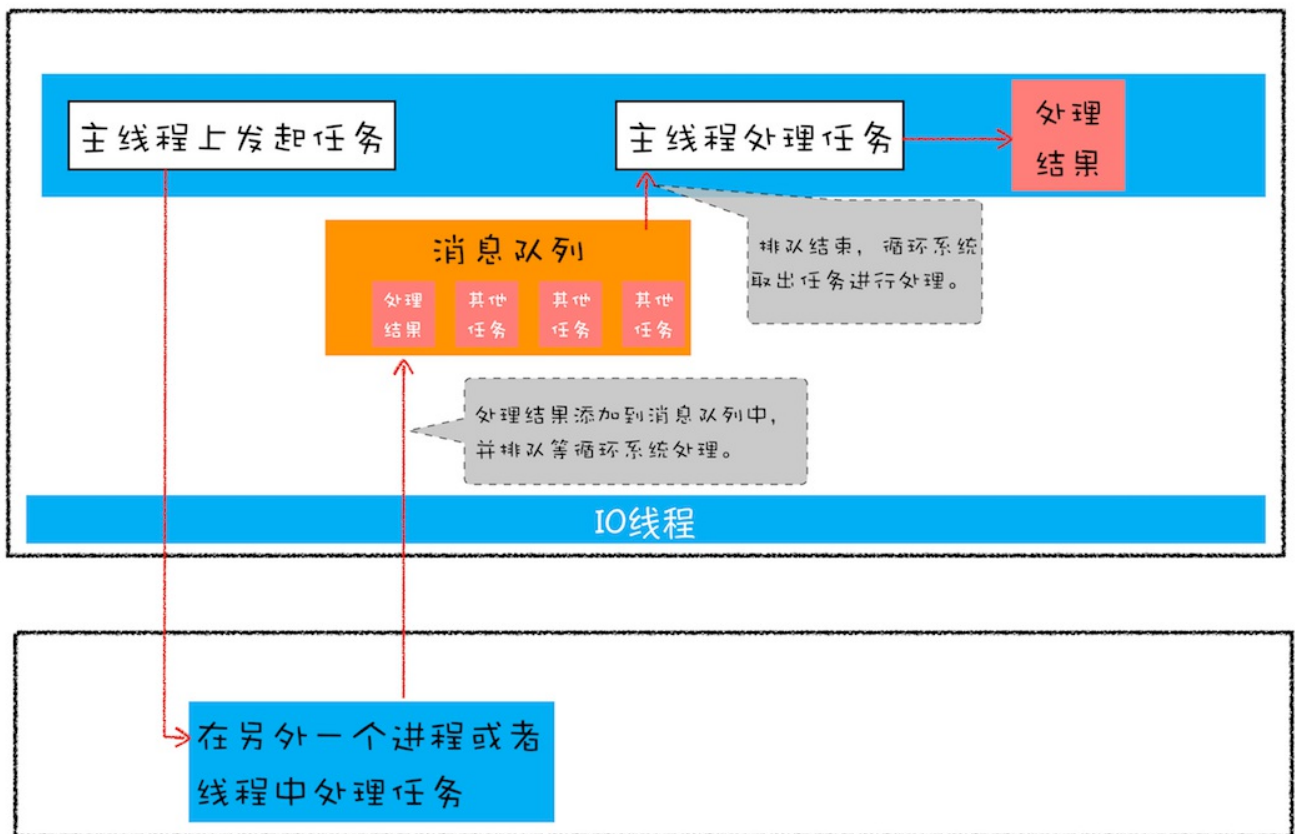 主线程上发起任务
主线程处理任务
处理
结果
排队结束，循环系统
取出任务进行处理。
消息队列
处理
结果
其他
任务
其他
任务
其他
任务
处理结果添加到消息队列中，
并排队等循环系统处理。
IO线程
在另外一个进程或者
线程中处理任务